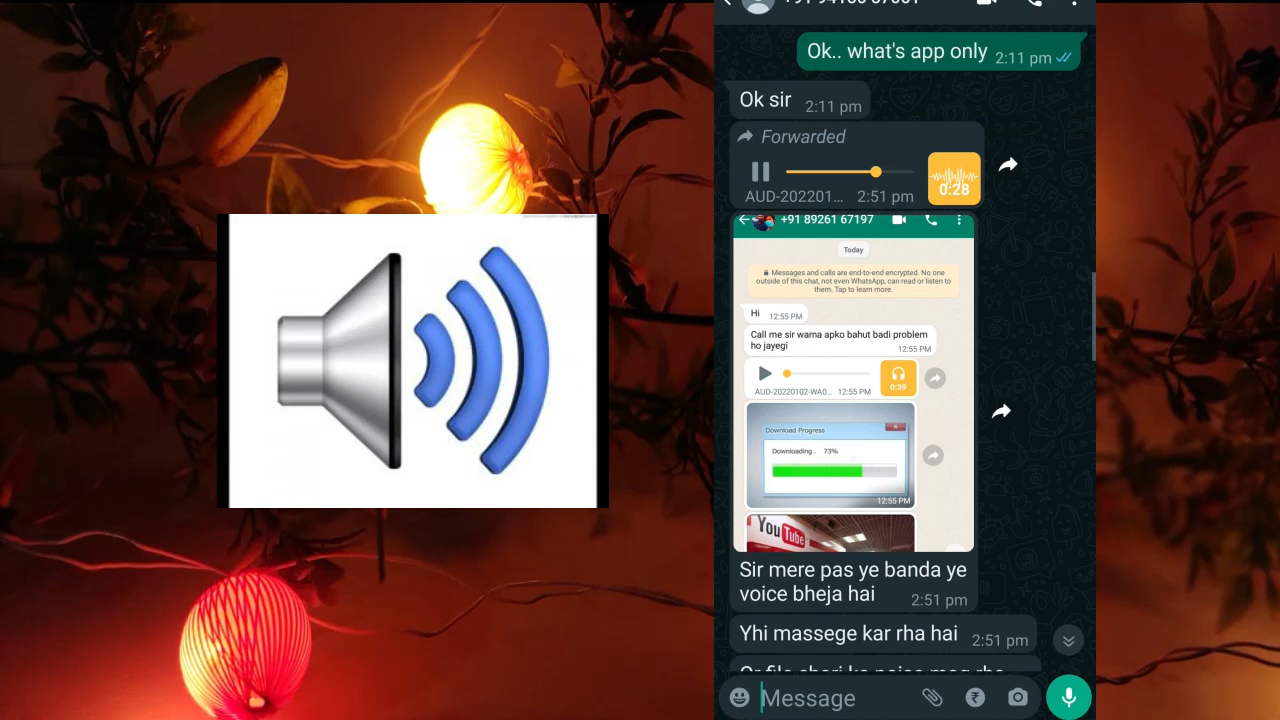 Ok.. what's app only 2:11 pm
Ok sir 2:11 pm
Forwarded
0:28
AUD-202201... 2:51 pm
+91 89261 67197
Today
Messages and calls are end-to-end encrypted. No one
outside of this chat, not even WhatsApp, can read or listen to
them. Tap to learn more.
Hi 12:55 PM
Call me sir warna apko bahut badi problem
ho jayegi 12:55 PM
0:39
AUD-20220102-WA0... 12:55 PM
Download Progress
Downloading . 73%
12:55 PM
YouTube
Sir mere pas ye banda ye
voice bheja hai 2:51 pm
Yhi massege kar rha hai 2:51 pm
Message